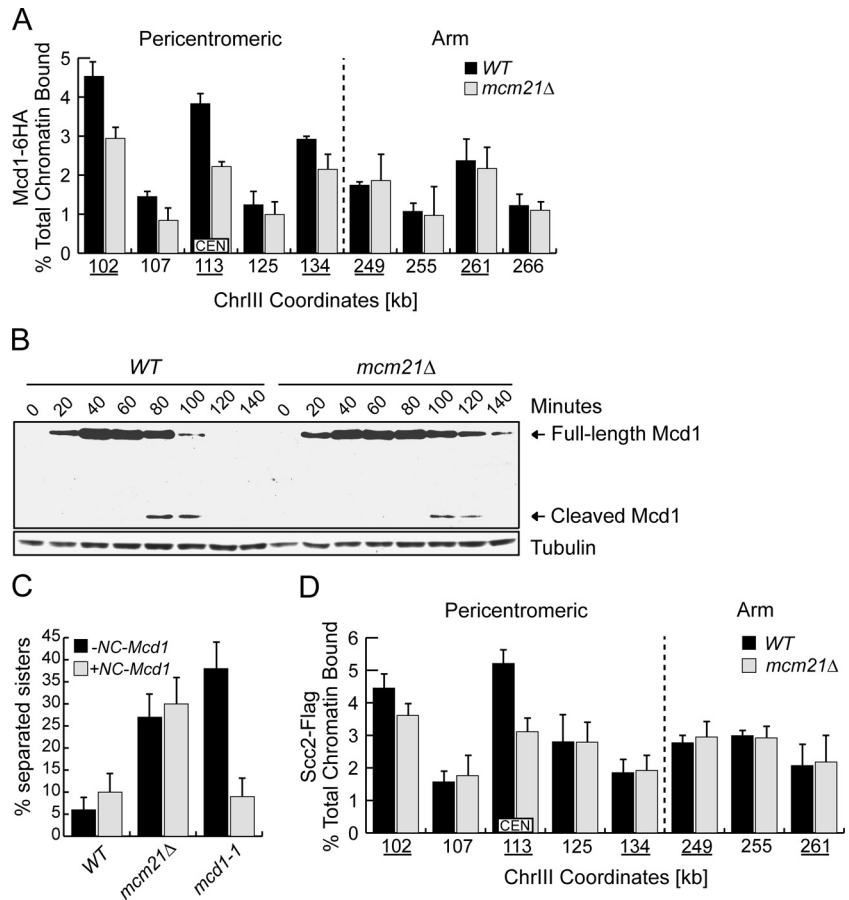 A
Pericentromeric Arm
WT
mcm21Δ
Mcd1-6HA
% Total Chromatin Bound
5
4
3
2
1
0
CEN
102 107 113 125 134 249 255 261 266
ChrIII Coordinates [kb]
B
WT mcm21Δ
0 20 40 60 80 100 120 140 0 20 40 60 80 100 120 140 Minutes
← Full-length Mcd1
← Cleaved Mcd1
Tubulin
C
% separated sisters
45
40
35
30
25
20
15
10
5
0
-NC-Mcd1
+NC-Mcd1
WT mcm21Δ mcd1-1
D
Pericentromeric Arm
WT
mcm21Δ
Scc2-Flag
% Total Chromatin Bound
6
5
4
3
2
1
0
CEN
102 107 113 125 134 249 255 261
ChrIII Coordinates [kb]